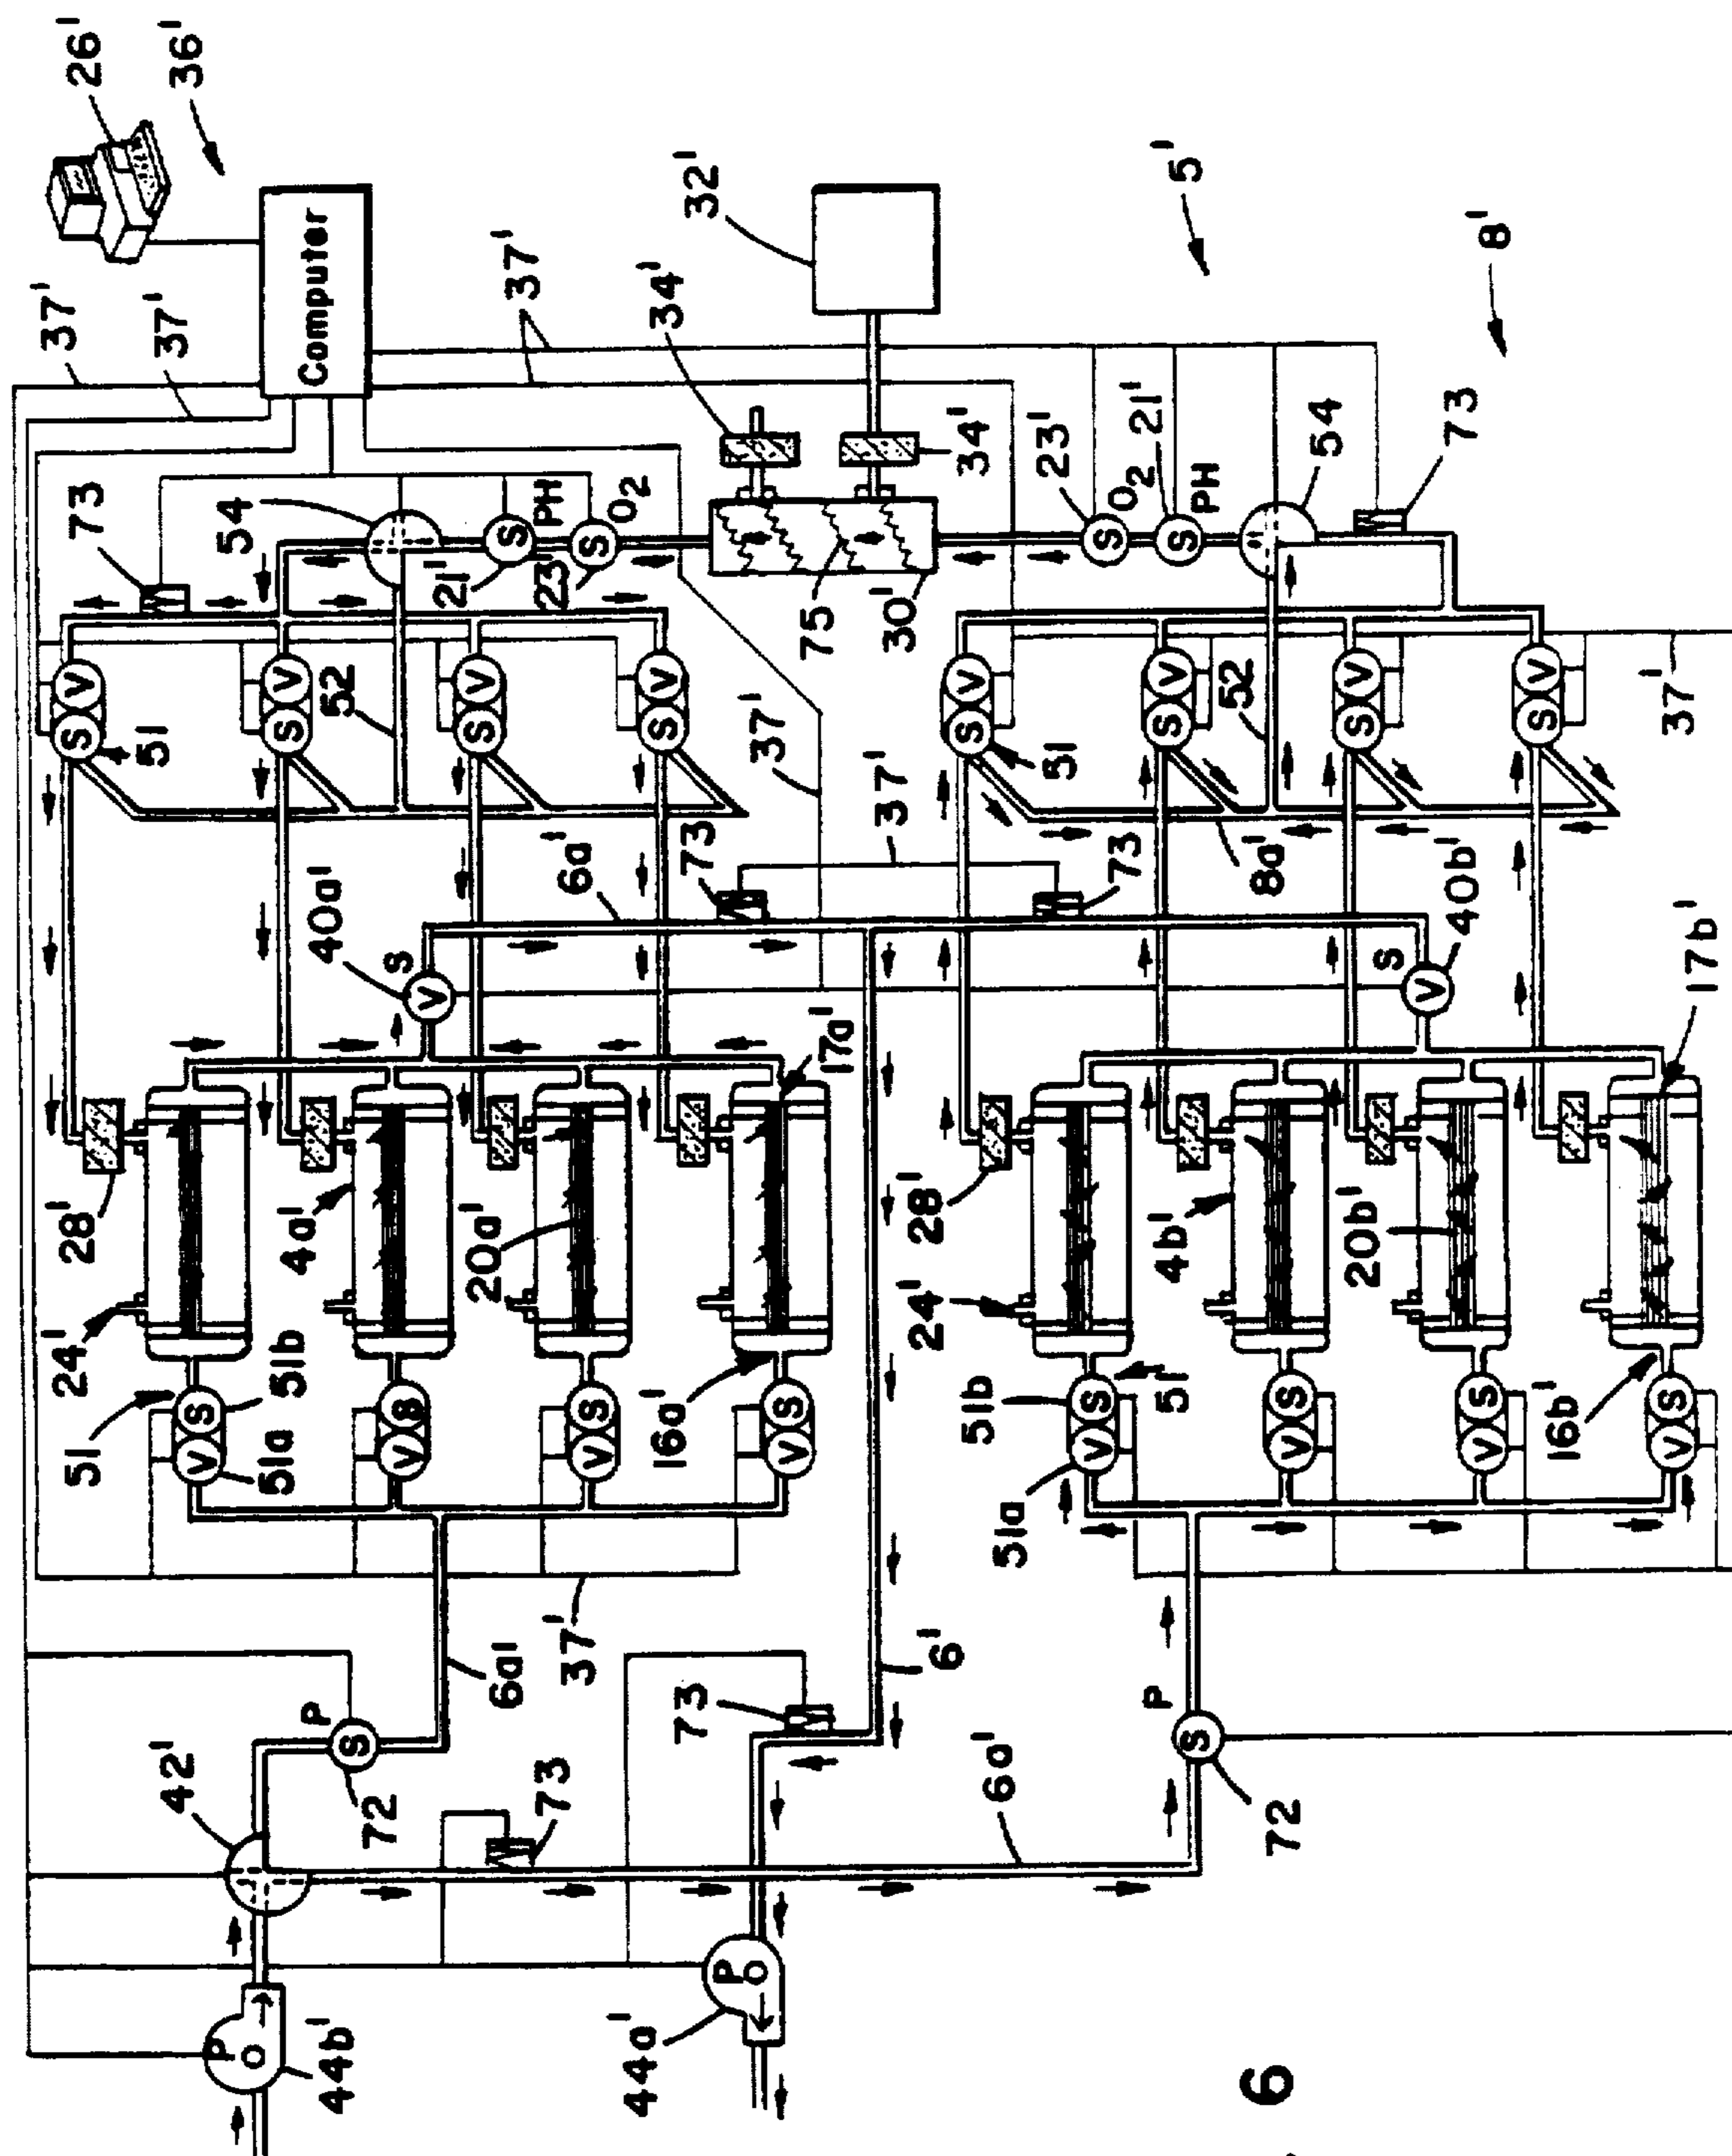 26'
36'
Computer
37'
37'
37'
34'
32'
5'
8'
73
54
PH
O2
S
S
21'
23'
75
30'
34'
23'
O2
S
21'
PH
S
54
73
V
S
51
V
S
52
V
S
V
S
V
S
51
V
S
52
V
S
V
S
37'
37'
37'
73
6a'
40a'
S
V
73
8a'
40b'
S
V
17b'
28'
4a'
20a'
17a'
28'
4b'
20b'
24'
51
51b
S
V
51a
S
V
S
V
16a'
S
V
24'
51b
S
V
51
51a
S
V
S
V
16b'
S
V
37'
6a'
6'
P
S
72
73
73
42'
6a'
P
S
72
P
O
44b'
P
O
44a'
6